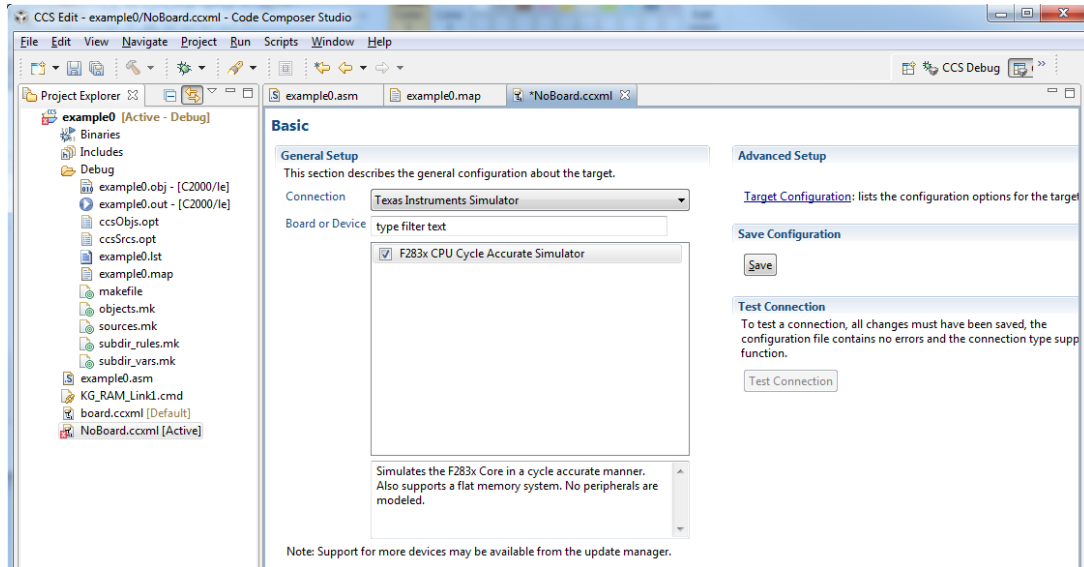 CCS Edit - example0/NoBoard.ccxml - Code Composer Studio
File Edit View Navigate Project Run Scripts Window Help
CCS Debug
Project Explorer
example0.asm
example0.map
*NoBoard.ccxml
example0 [Active - Debug]
Binaries
Includes
Debug
example0.obj - [C2000/le]
example0.out - [C2000/le]
ccsObjs.opt
ccsSrcs.opt
example0.lst
example0.map
makefile
objects.mk
sources.mk
subdir_rules.mk
subdir_vars.mk
example0.asm
KG_RAM_Link1.cmd
board.ccxml [Default]
NoBoard.ccxml [Active]
Basic
General Setup
This section describes the general configuration about the target.
Connection
Texas Instruments Simulator
Board or Device
type filter text
F283x CPU Cycle Accurate Simulator
Simulates the F283x Core in a cycle accurate manner.
Also supports a flat memory system. No peripherals are
modeled.
Note: Support for more devices may be available from the update manager.
Advanced Setup
Target Configuration: lists the configuration options for the target
Save Configuration
Save
Test Connection
To test a connection, all changes must have been saved, the
configuration file contains no errors and the connection type supp
function.
Test Connection